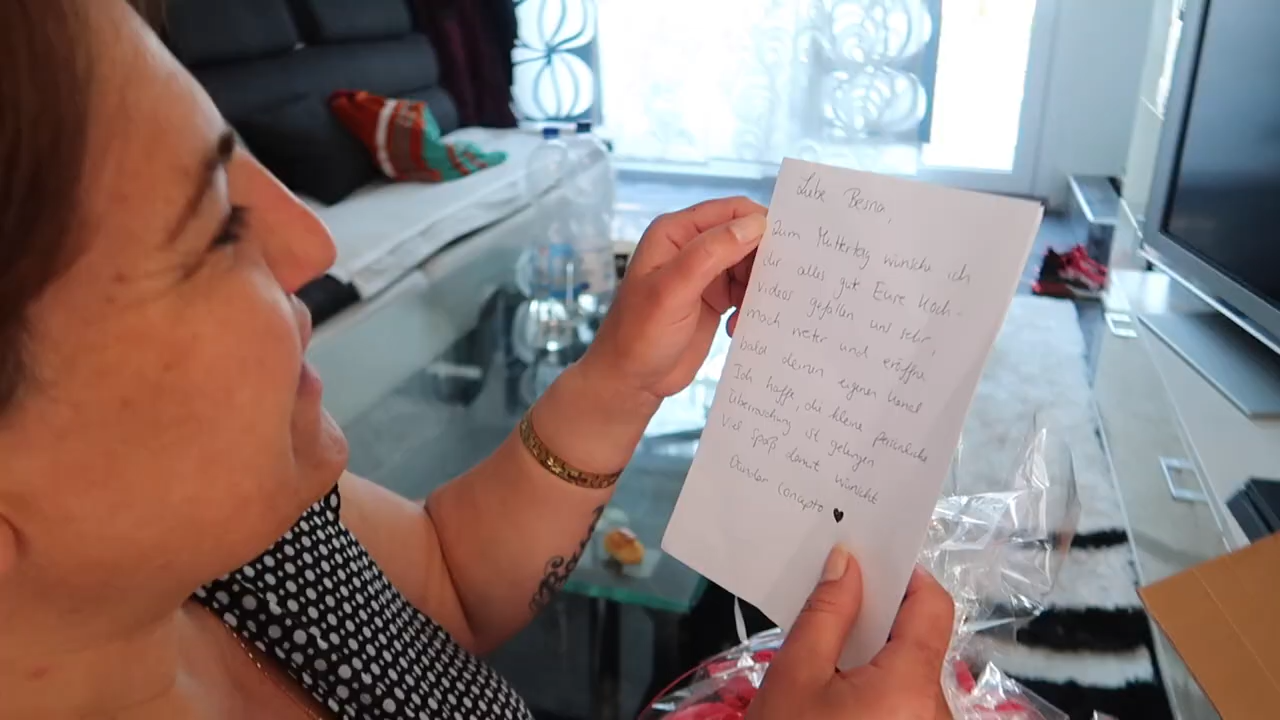 Liebe Besna,
Zum Muttertag wünsche ich
dir alles gut Eure Koch-
videos gefallen uns sehr,
mach weiter und eröffne
bald deinen eigenen Kanal
Ich hoffe, die kleine persönliche
Überraschung ist gelungen
Viel Spaß damit wünscht